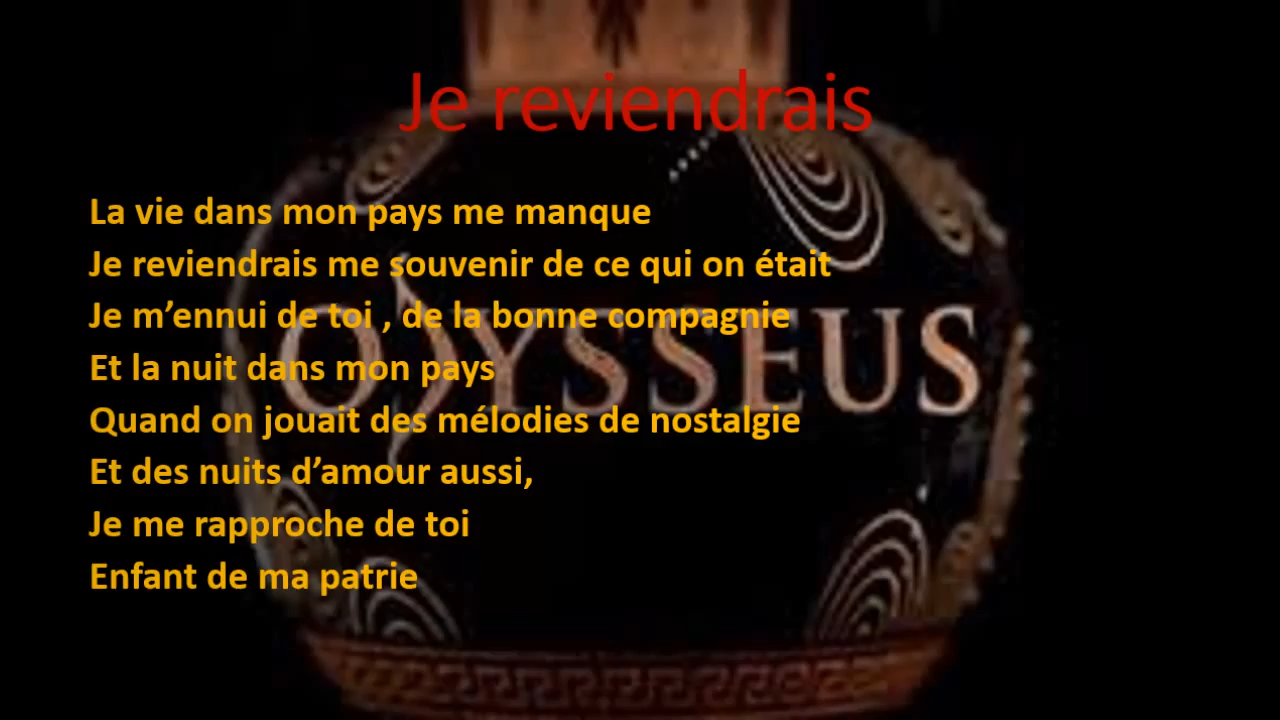 Je reviendrais
La vie dans mon pays me manque
Je reviendrais me souvenir de ce qui on était
Je m’ennui de toi , de la bonne compagnie
ODYSSEUS
Et la nuit dans mon pays
Quand on jouait des mélodies de nostalgie
Et des nuits d’amour aussi,
Je me rapproche de toi
Enfant de ma patrie